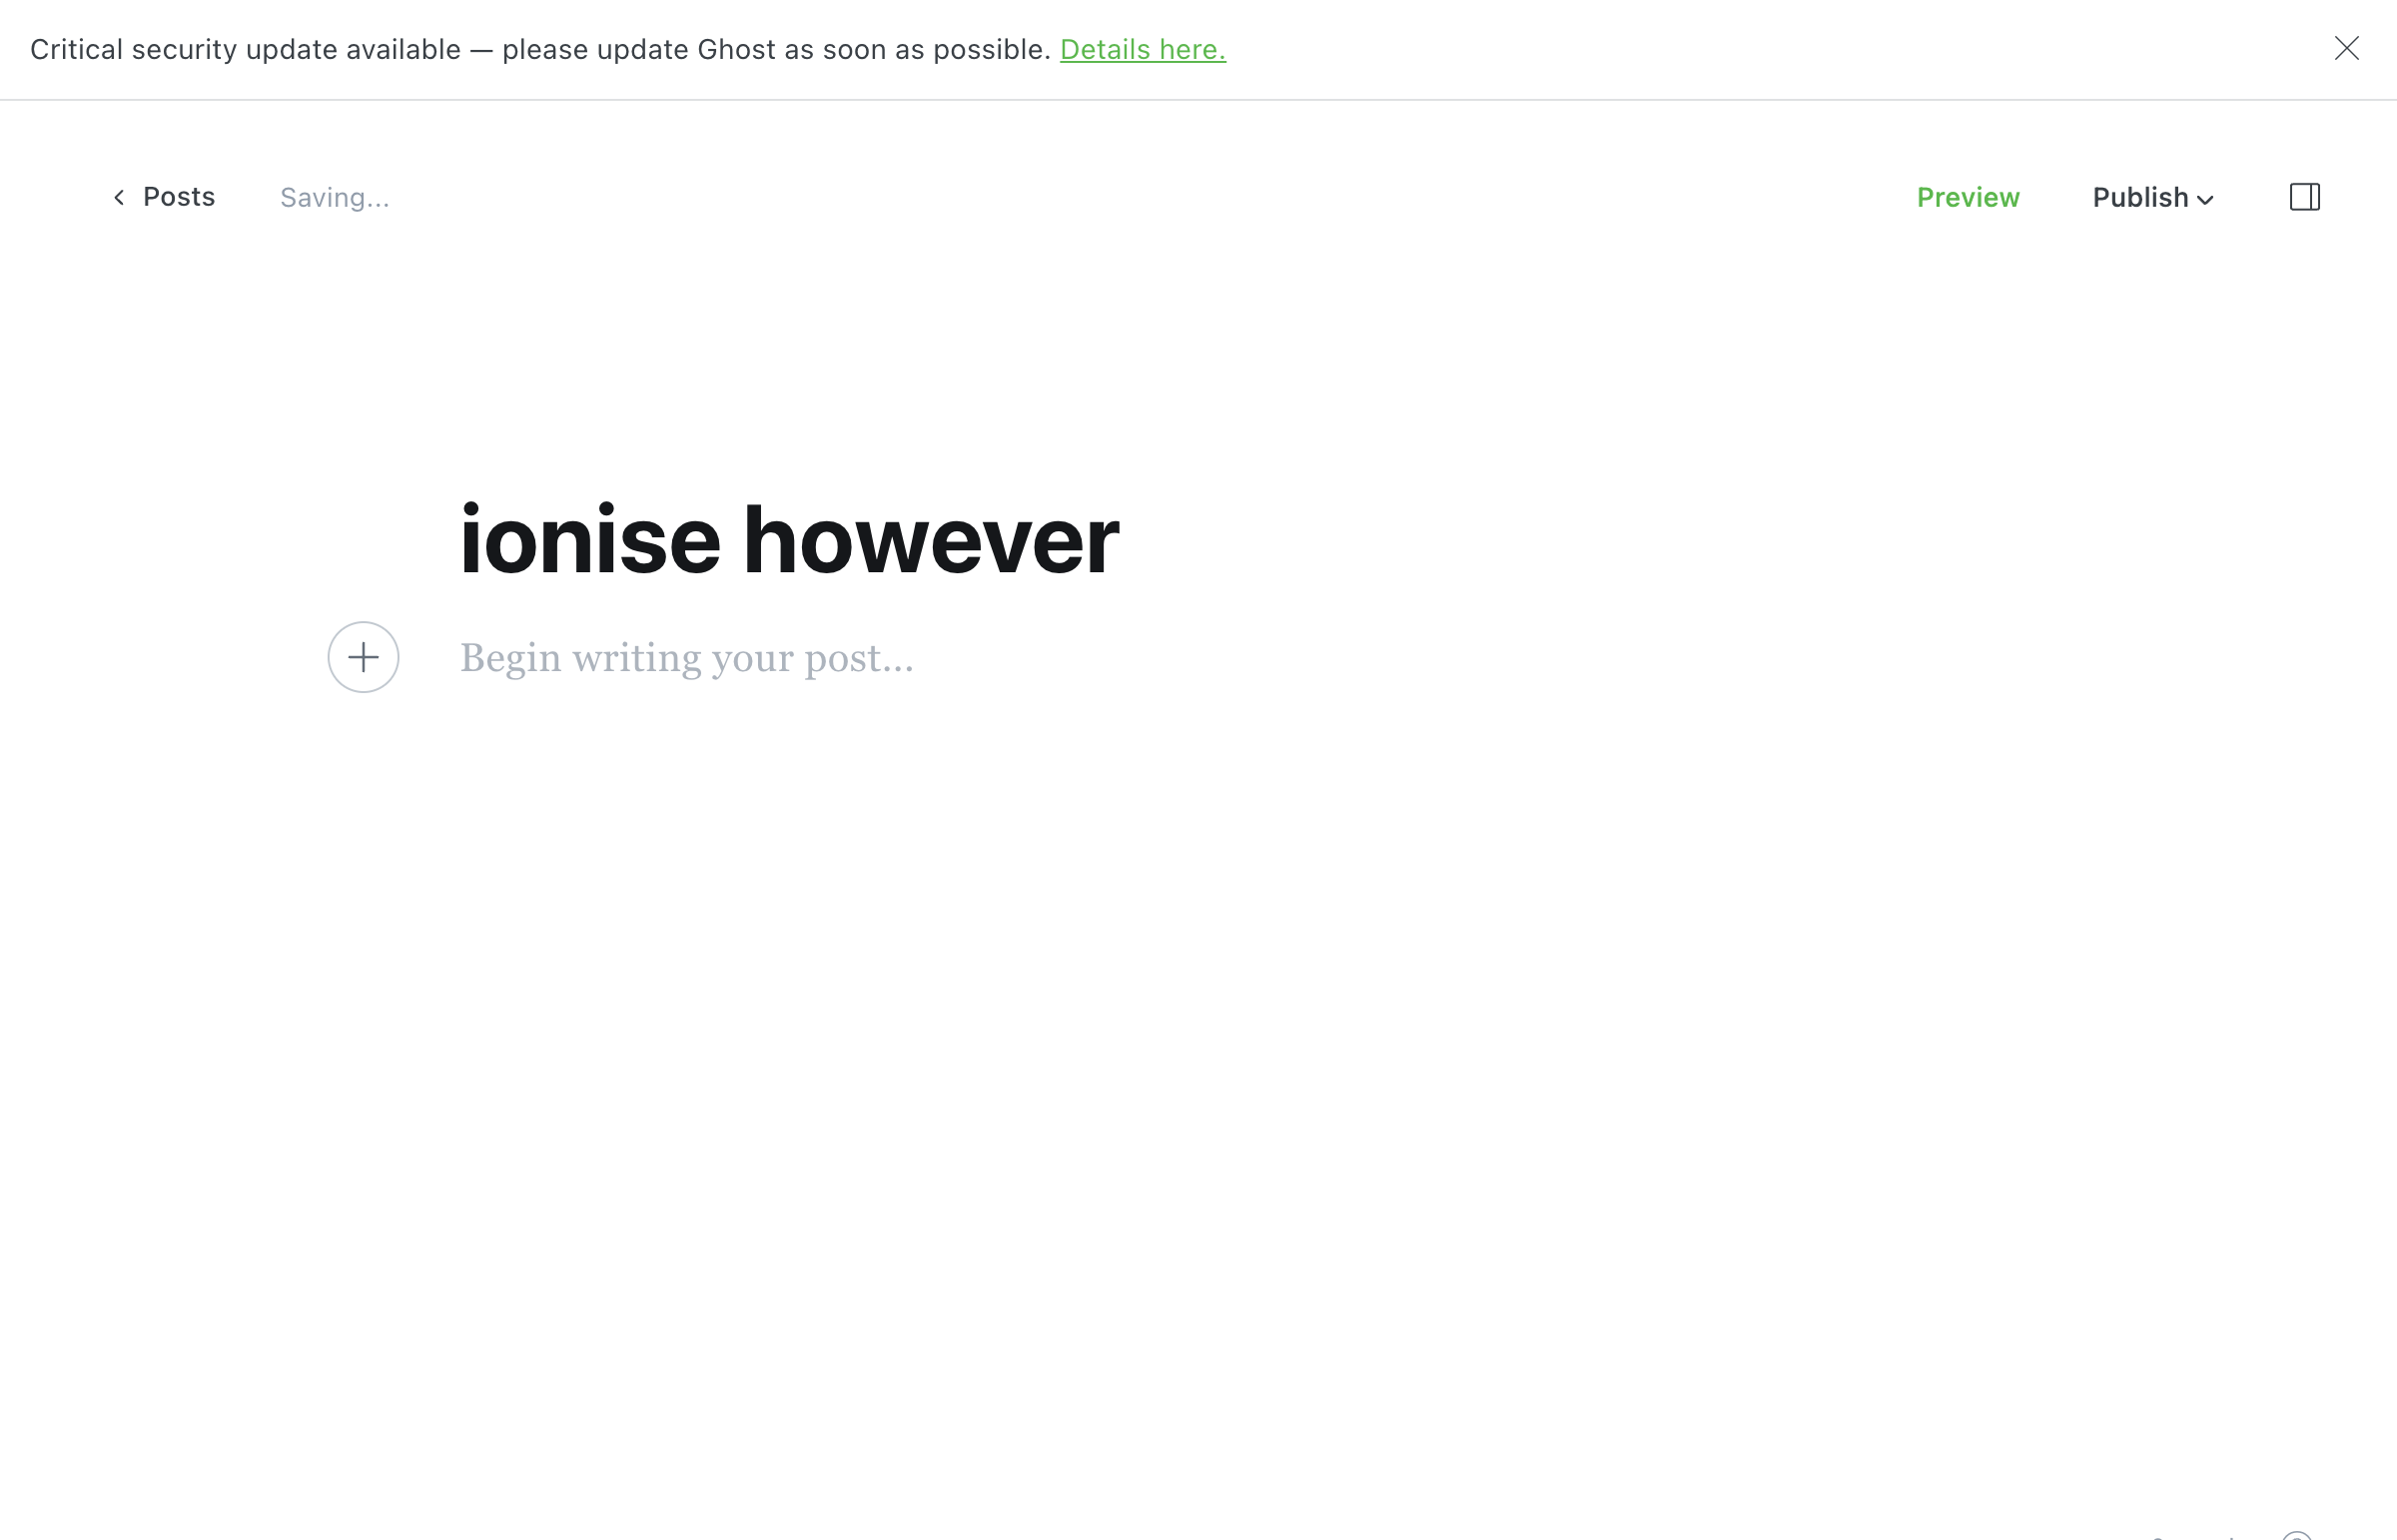 Critical security update available — please update Ghost as soon as possible. Details here.
Posts
Saving...
Preview
Publish
ionise however
Begin writing your post...